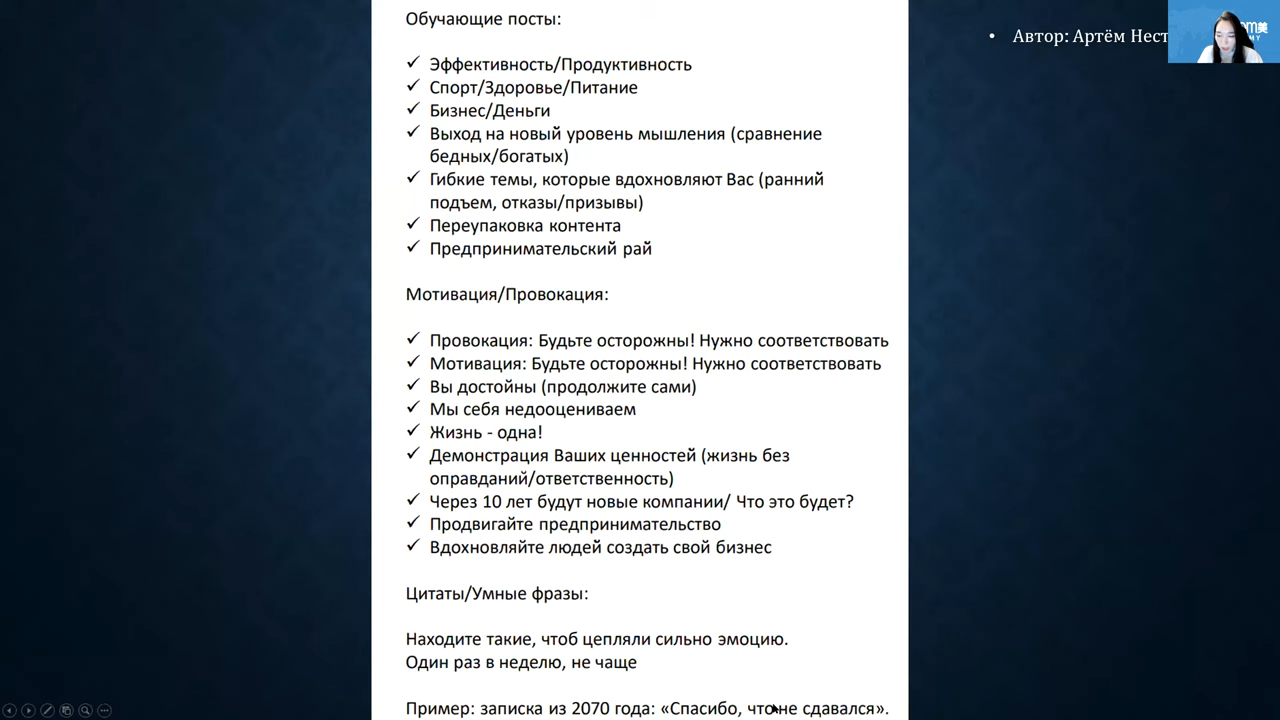 Обучающие посты:
• Автор: Артём
Эффективность/Продуктивность
Спорт/Здоровье/Питание
Бизнес/Деньги
Выход на новый уровень мышления (сравнение
бедных/богатых)
Гибкие темы, которые вдохновляют Вас (ранний
подъем, отказы/призывы)
Переупаковка контента
Предпринимательский рай
Мотивация/Провокация:
Провокация: Будьте осторожны! Нужно соответствовать
Мотивация: Будьте осторожны! Нужно соответствовать
Вы достойны (продолжите сами)
Мы себя недооцениваем
Жизнь - одна!
Демонстрация Ваших ценностей (жизнь без
оправданий/ответственность)
Через 10 лет будут новые компании/ Что это будет?
Продвигайте предпринимательство
Вдохновляйте людей создать свой бизнес
Цитаты/Умные фразы:
Находите такие, чтоб цепляли сильно эмоцию.
Один раз в неделю, не чаще
Пример: записка из 2070 года: «Спасибо, что не сдавался».